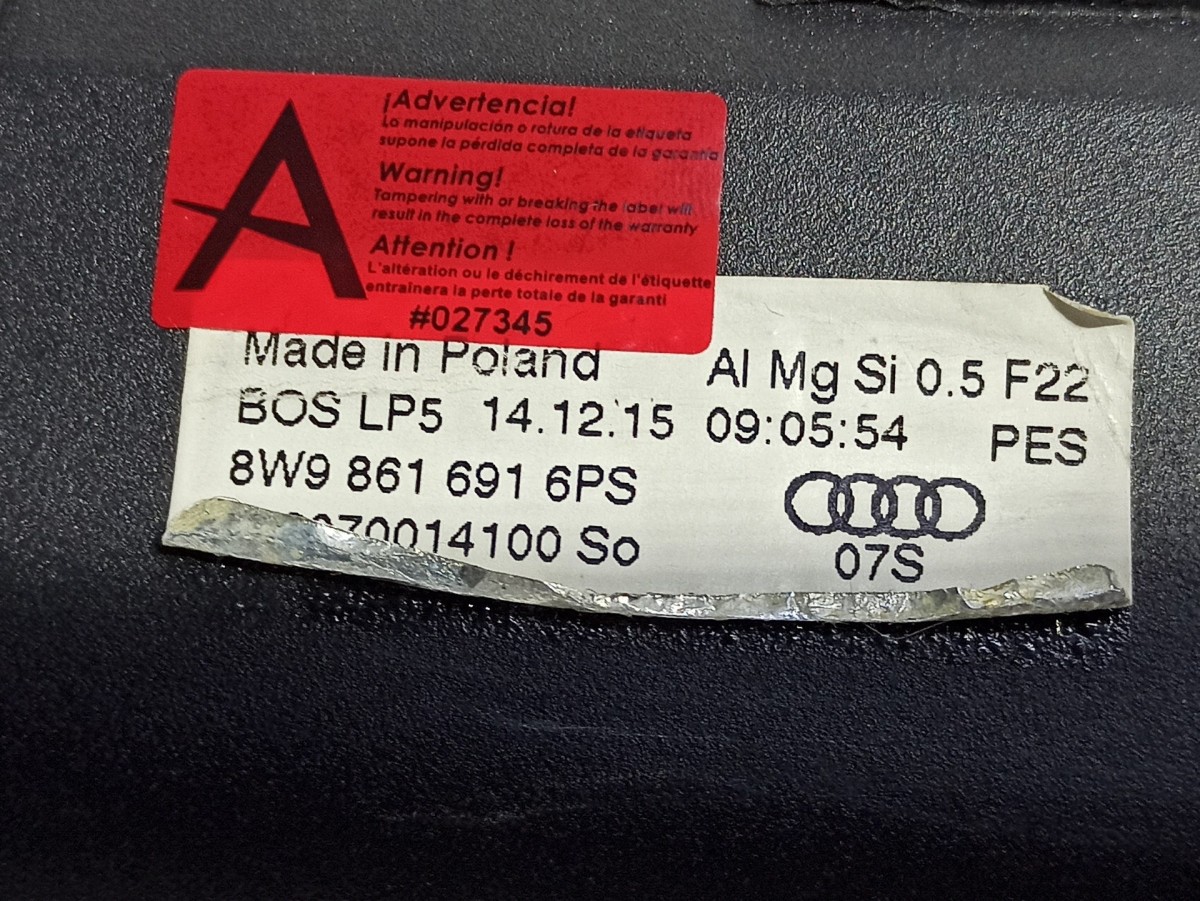 A
¡Advertencia!
La manipulación o rotura de la etiqueta
supone la pérdida completa de la garantía
Warning!
Tampering with or breaking the label will
result in the complete loss of the warranty
Attention !
L'altération ou le déchirement de l'étiquette
entraînera la perte totale de la garanti
#027345
Made in Poland Al Mg Si 0.5 F22
BOS LP5 14.12.15 09:05:54 PES
8W9 861 691 6PS
So
07S